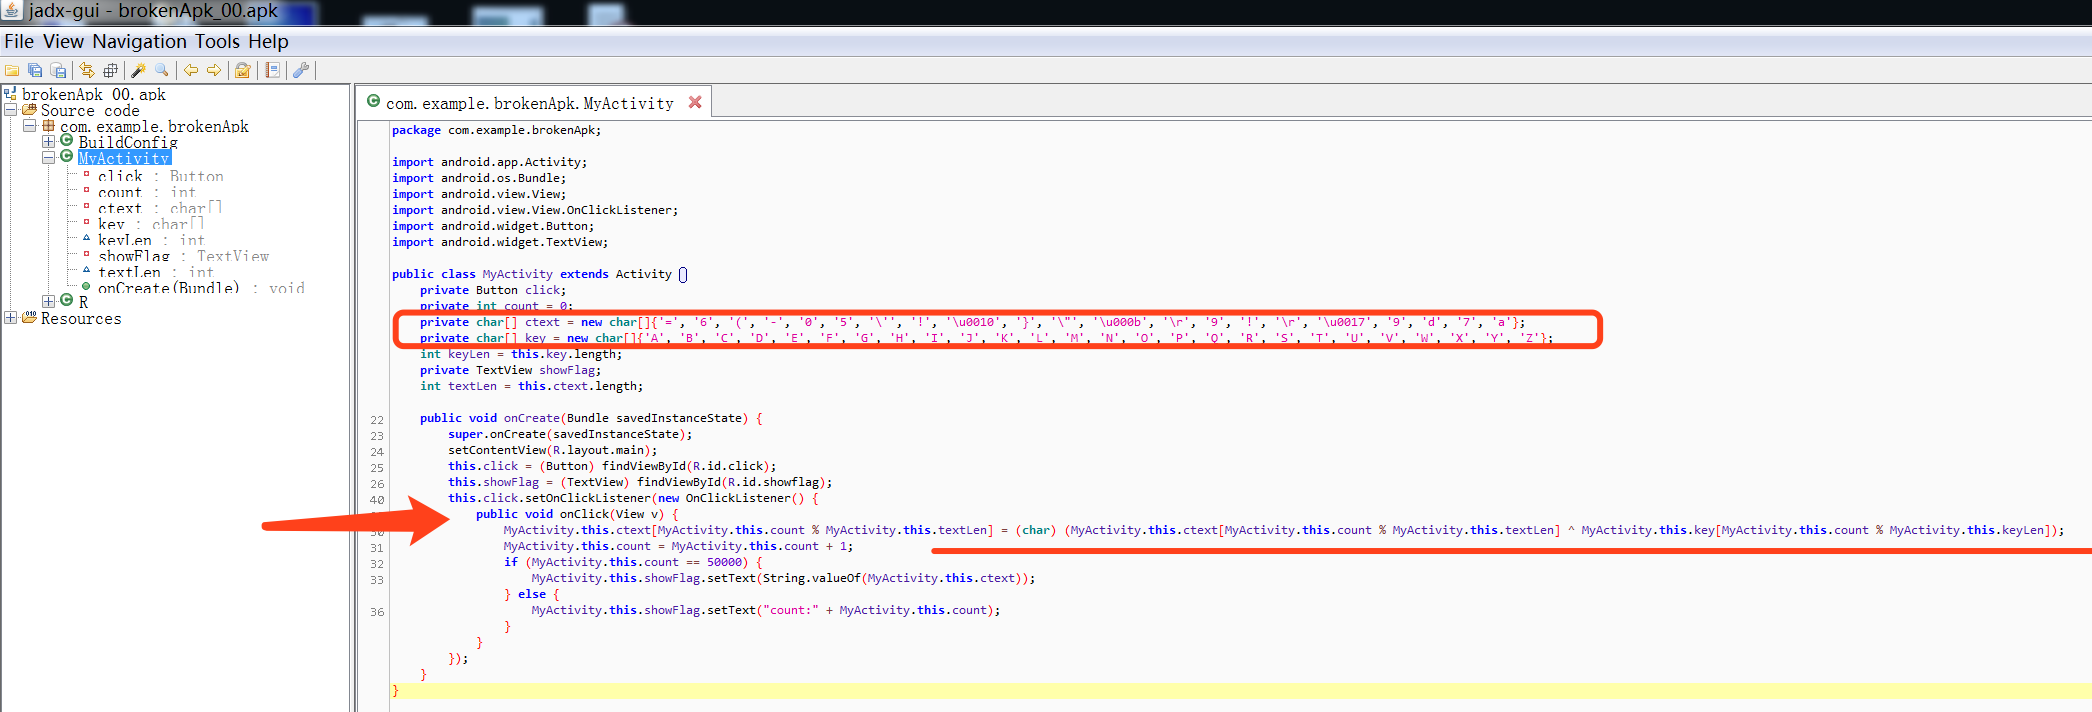 jadx-gui - brokenApk_00.apk
File View Navigation Tools Help
brokenApk_00.apk
Source code
com.example.brokenApk
BuildConfig
MyActivity
click : Button
count : int
ctext : char[]
key : char[]
keyLen : int
showFlag : TextView
textLen : int
onCreate(Bundle) : void
R
Resources
com.example.brokenApk.MyActivity
package com.example.brokenApk;
import android.app.Activity;
import android.os.Bundle;
import android.view.View;
import android.view.View.OnClickListener;
import android.widget.Button;
import android.widget.TextView;
public class MyActivity extends Activity {
private Button click;
private int count = 0;
private char[] ctext = new char[]{'=', '6', '(', '-', '0', '5', '\'', '!', '\u0010', '}', '\"', '\u000b', '\r', '9', '!', '\r', '\u0017', '9', 'd', '7', 'a'};
private char[] key = new char[]{'A', 'B', 'C', 'D', 'E', 'F', 'G', 'H', 'I', 'J', 'K', 'L', 'M', 'N', 'O', 'P', 'Q', 'R', 'S', 'T', 'U', 'V', 'W', 'X', 'Y', 'Z'};
int keyLen = this.key.length;
private TextView showFlag;
int textLen = this.ctext.length;
22 public void onCreate(Bundle savedInstanceState) {
23 super.onCreate(savedInstanceState);
24 setContentView(R.layout.main);
25 this.click = (Button) findViewById(R.id.click);
26 this.showFlag = (TextView) findViewById(R.id.showflag);
40 this.click.setOnClickListener(new OnClickListener() {
public void onClick(View v) {
30 MyActivity.this.ctext[MyActivity.this.count % MyActivity.this.textLen] = (char) (MyActivity.this.ctext[MyActivity.this.count % MyActivity.this.textLen] ^ MyActivity.this.key[MyActivity.this.count % MyActivity.this.keyLen]);
31 MyActivity.this.count = MyActivity.this.count + 1;
32 if (MyActivity.this.count == 50000) {
33 MyActivity.this.showFlag.setText(String.valueOf(MyActivity.this.ctext));
} else {
36 MyActivity.this.showFlag.setText("count:" + MyActivity.this.count);
}
}
});
}
}